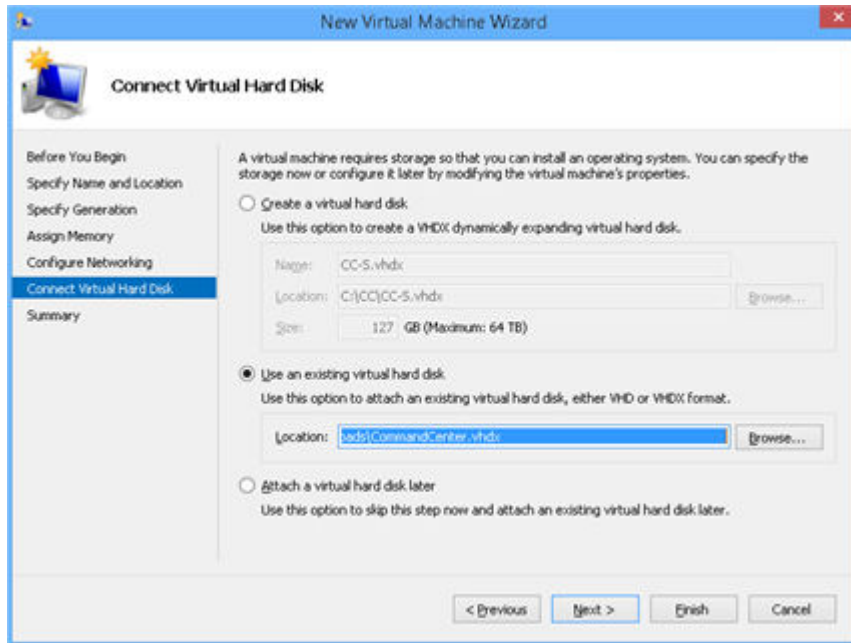 New Virtual Machine Wizard
Connect Virtual Hard Disk
Before You Begin
Specify Name and Location
Specify Generation
Assign Memory
Configure Networking
Connect Virtual Hard Disk
Summary
A virtual machine requires storage so that you can install an operating system. You can specify the
storage now or configure it later by modifying the virtual machine's properties.
Create a virtual hard disk
Use this option to create a VHDX dynamically expanding virtual hard disk.
Name: CC-S.vhdx
Location: C:\CC\CC-S.vhdx Browse...
Size: 127 GB (Maximum: 64 TB)
Use an existing virtual hard disk
Use this option to attach an existing virtual hard disk, either VHD or VHDX format.
Location: oads\CommandCenter.vhdx Browse...
Attach a virtual hard disk later
Use this option to skip this step now and attach an existing virtual hard disk later.
< Previous Next > Finish Cancel